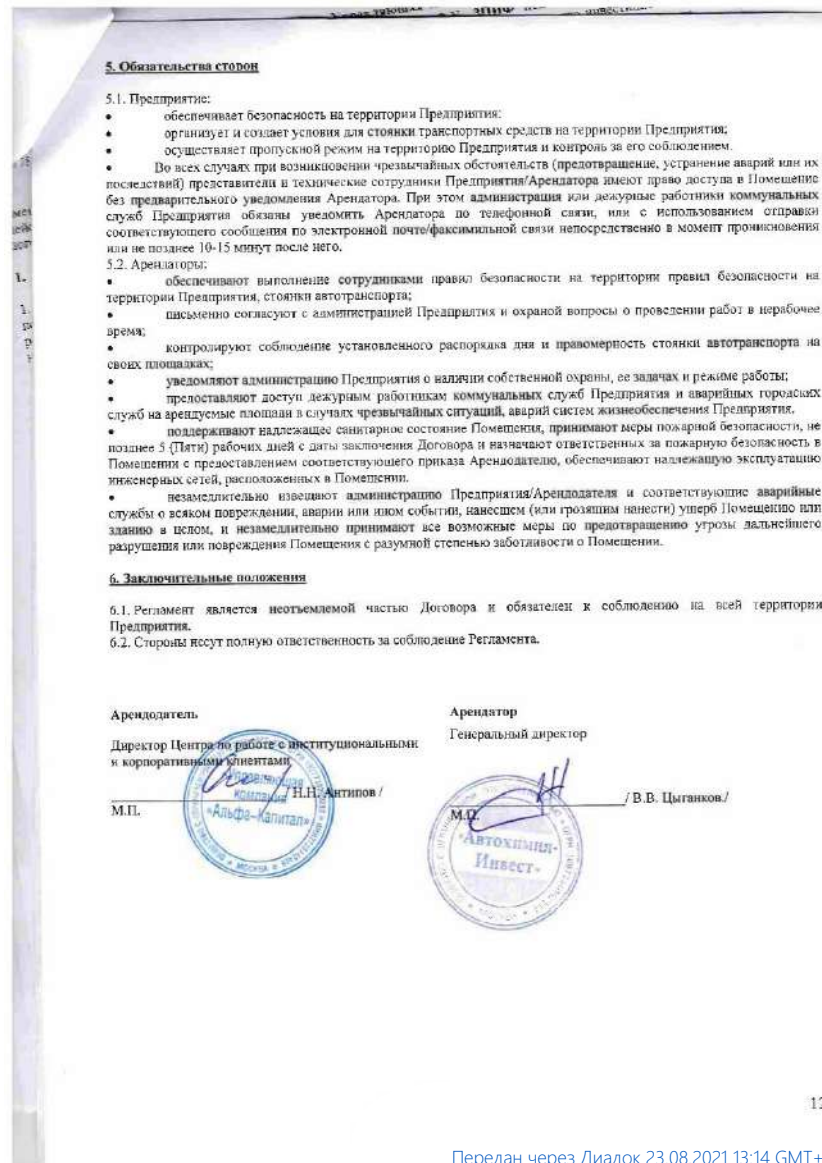 5. Обязательства сторон
5.1. Предприятие:
• обеспечивает безопасность на территории Предприятия:
• организует и создает условия для стоянки транспортных средств на территории Предприятия;
• осуществляет пропускной режим на территорию Предприятия и контроль за его соблюдением.
• Во всех случаях при возникновении чрезвычайных обстоятельств (предотвращение, устранение аварий или их
последствий) представители и технические сотрудники Предприятия/Арендатора имеют право доступа в Помещение
без предварительного уведомления Арендатора. При этом администрация или дежурные работники коммунальных
служб Предприятия обязаны уведомить Арендатора по телефонной связи, или с использованием отправки
соответствующего сообщения по электронной почте/факсимильной связи непосредственно в момент проникновения
или не позднее 10-15 минут после него.
5.2. Арендаторы:
• обеспечивают выполнение сотрудниками правил безопасности на территории правил безопасности на
территории Предприятия, стоянки автотранспорта;
• письменно согласуют с администрацией Предприятия и охраной вопросы о проведении работ в нерабочее
время;
• контролируют соблюдение установленного распорядка дня и правомерность стоянки автотранспорта на
своих площадках;
• уведомляют администрацию Предприятия о наличии собственной охраны, ее задачах и режиме работы;
• предоставляют доступ дежурным работникам коммунальных служб Предприятия и аварийных городских
служб на арендуемые площади в случаях чрезвычайных ситуаций, аварий систем жизнеобеспечения Предприятия.
• поддерживают надлежащее санитарное состояние Помещения, принимают меры пожарной безопасности, не
позднее 5 (Пяти) рабочих дней с даты заключения Договора и назначают ответственных за пожарную безопасность в
Помещении с предоставлением соответствующего приказа Арендодателю, обеспечивают надлежащую эксплуатацию
инженерных сетей, расположенных в Помещении.
• незамедлительно извещают администрацию Предприятия/Арендодателя и соответствующие аварийные
службы о всяком повреждении, аварии или ином событии, нанесшем (или грозящим нанести) ущерб Помещению или
зданию в целом, и незамедлительно принимают все возможные меры по предотвращению угрозы дальнейшего
разрушения или повреждения Помещения с разумной степенью заботливости о Помещении.
6. Заключительные положения
6.1. Регламент является неотъемлемой частью Договора и обязателен к соблюдению на всей территории
Предприятия.
6.2. Стороны несут полную ответственность за соблюдение Регламента.
Арендодатель
Директор Центра по работе с институциональными
и корпоративными клиентами
/ Н.Н. Антипов /
М.П.
Управляющая
компания
«Альфа-Капитал»
МОСКВА
Арендатор
Генеральный директор
/ В.В. Цыганков./
М.П.
«Автохимия-
Инвест»
Передан через Диадок 23.08.2021 13:14 GMT+